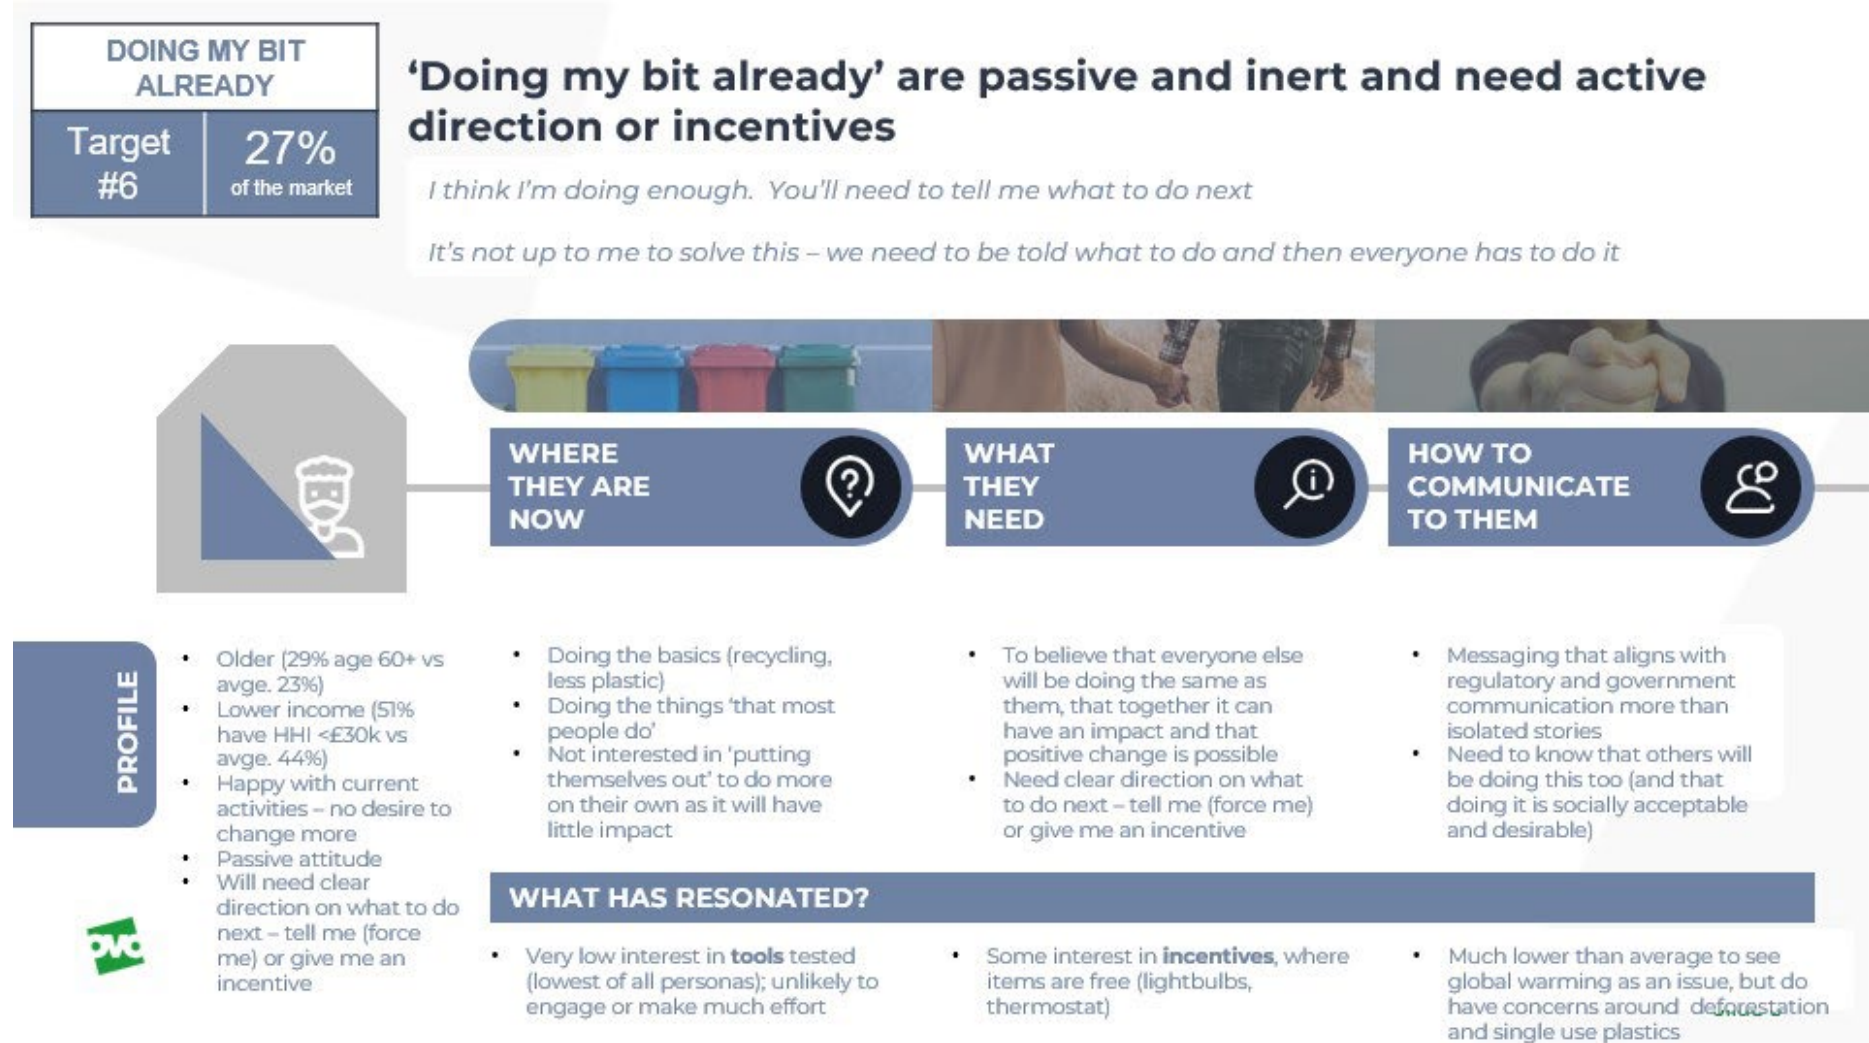 DOING MY BIT
ALREADY
Target
#6
27%
of the market
‘Doing my bit already’ are passive and inert and need active
direction or incentives
I think I’m doing enough.  You’ll need to tell me what to do next
It’s not up to me to solve this – we need to be told what to do and then everyone has to do it
WHERE
THEY ARE
NOW
WHAT
THEY
NEED
HOW TO
COMMUNICATE
TO THEM
PROFILE
• Older (29% age 60+ vs
avge. 23%)
• Lower income (51%
have HHI <£30k vs
avge. 44%)
• Happy with current
activities – no desire to
change more
• Passive attitude
• Will need clear
direction on what to do
next – tell me (force
me) or give me an
incentive
• Doing the basics (recycling,
less plastic)
• Doing the things ‘that most
people do’
• Not interested in ‘putting
themselves out’ to do more
on their own as it will have
little impact
• To believe that everyone else
will be doing the same as
them, that together it can
have an impact and that
positive change is possible
• Need clear direction on what
to do next – tell me (force me)
or give me an incentive
• Messaging that aligns with
regulatory and government
communication more than
isolated stories
• Need to know that others will
be doing this too (and that
doing it is socially acceptable
and desirable)
WHAT HAS RESONATED?
• Very low interest in tools tested
(lowest of all personas); unlikely to
engage or make much effort
• Some interest in incentives, where
items are free (lightbulbs,
thermostat)
• Much lower than average to see
global warming as an issue, but do
have concerns around  deforestation
and single use plastics
ovo